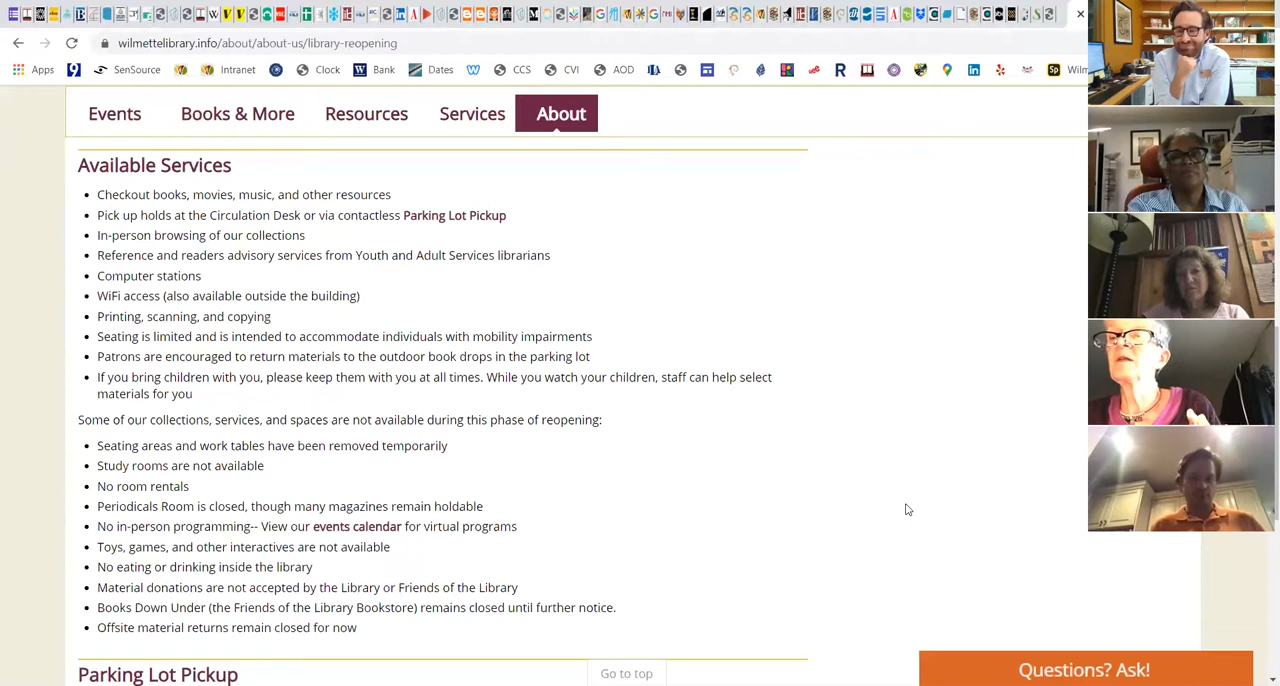 wilmettelibrary.info/about/about-us/library-reopening
Apps SenSource Intranet Clock Bank Dates CCS CVI AOD Wilm
Events Books & More Resources Services About
Available Services
Checkout books, movies, music, and other resources
Pick up holds at the Circulation Desk or via contactless Parking Lot Pickup
In-person browsing of our collections
Reference and readers advisory services from Youth and Adult Services librarians
Computer stations
WiFi access (also available outside the building)
Printing, scanning, and copying
Seating is limited and is intended to accommodate individuals with mobility impairments
Patrons are encouraged to return materials to the outdoor book drops in the parking lot
If you bring children with you, please keep them with you at all times. While you watch your children, staff can help select
materials for you
Some of our collections, services, and spaces are not available during this phase of reopening:
Seating areas and work tables have been removed temporarily
Study rooms are not available
No room rentals
Periodicals Room is closed, though many magazines remain holdable
No in-person programming-- View our events calendar for virtual programs
Toys, games, and other interactives are not available
No eating or drinking inside the library
Material donations are not accepted by the Library or Friends of the Library
Books Down Under (the Friends of the Library Bookstore) remains closed until further notice.
Offsite material returns remain closed for now
Parking Lot Pickup
Go to top
Questions? Ask!